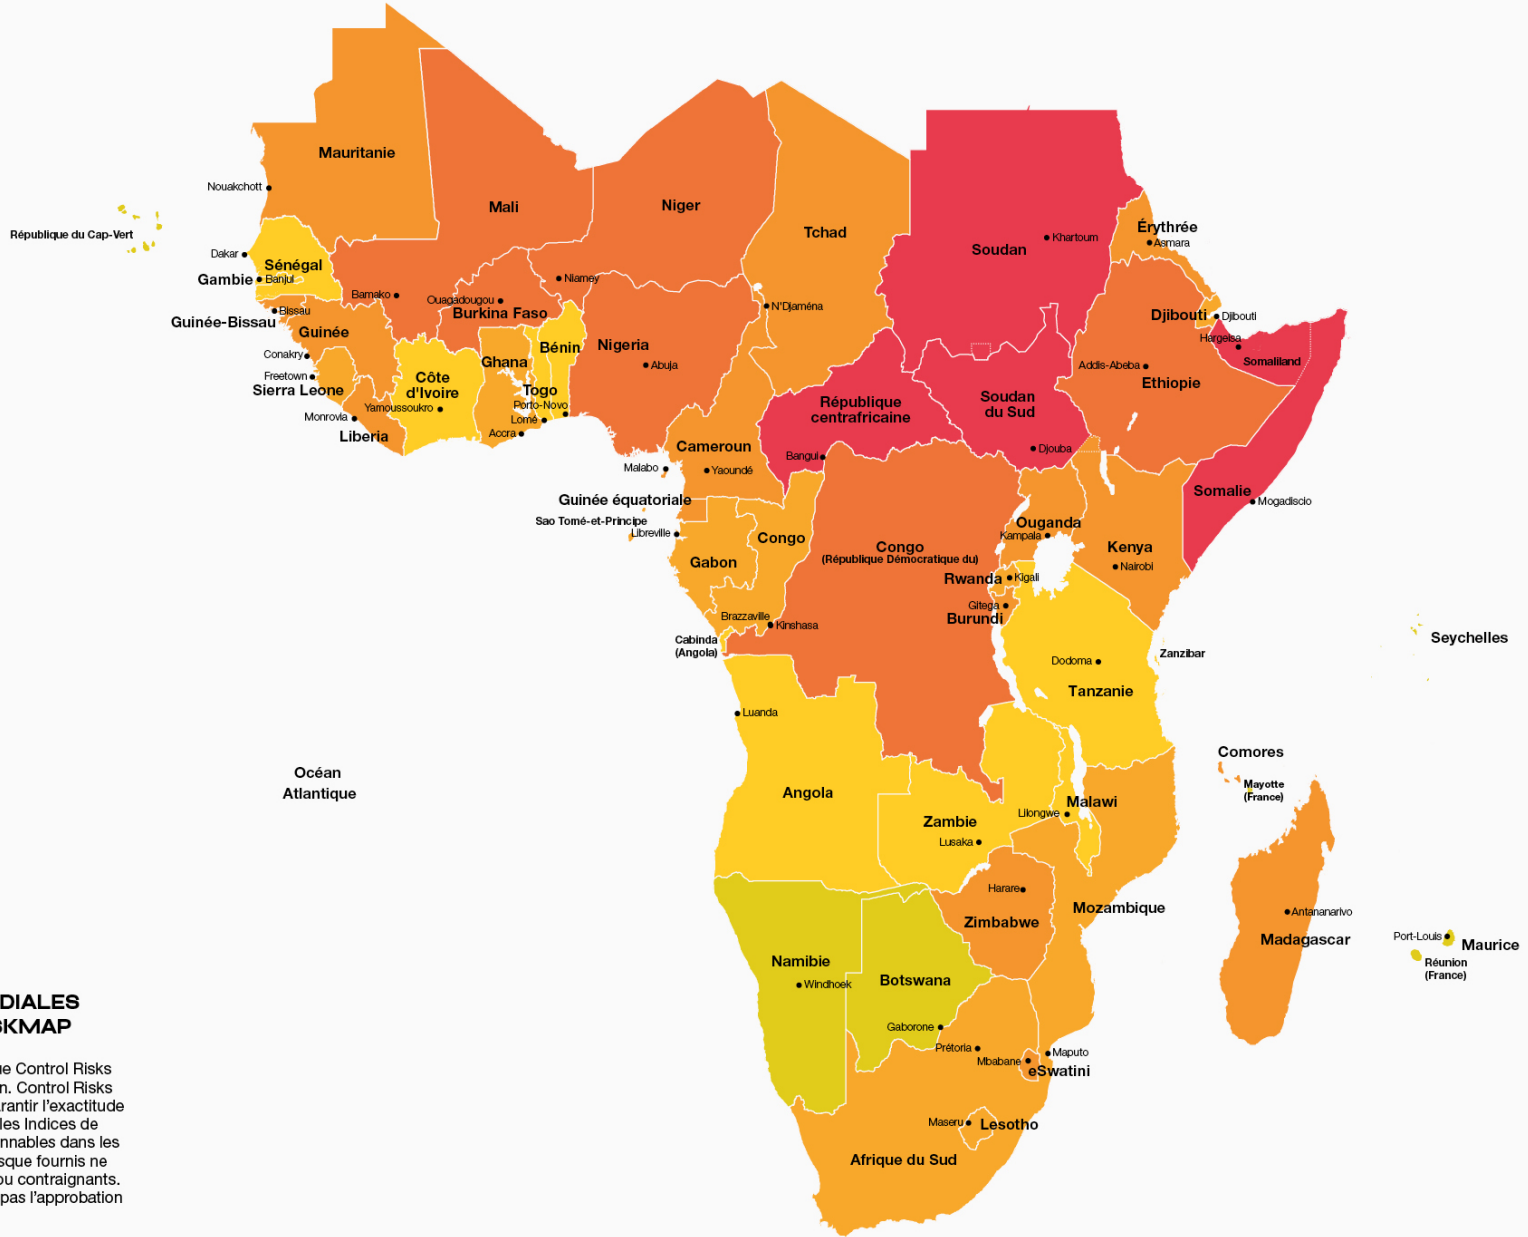 Mauritanie
Nouakchott
Mali
Niger
Tchad
République du Cap-Vert
Soudan
Khartoum
Érythrée
Asmara
Dakar
Sénégal
Gambie
Banjul
Bamako
Niamey
Ouagadougou
Burkina Faso
N'Djaména
Bissau
Guinée-Bissau
Guinée
Djibouti
Djibouti
Hargeisa
Somaliland
Conakry
Freetown
Sierra Leone
Monrovia
Liberia
Côte
d'Ivoire
Yamoussoukro
Ghana
Bénin
Togo
Porto-Novo
Lomé
Accra
Nigeria
Abuja
Addis-Abeba
Ethiopie
République
centrafricaine
Bangui
Soudan
du Sud
Djouba
Cameroun
Yaoundé
Malabo
Guinée équatoriale
Sao Tomé-et-Principe
Libreville
Somalie
Mogadiscio
Congo
Gabon
Congo
(République Démocratique du)
Ouganda
Kampala
Kenya
Nairobi
Rwanda
Kigali
Gitega
Burundi
Brazzaville
Kinshasa
Cabinda
(Angola)
Seychelles
Zanzibar
Dodoma
Tanzanie
Luanda
Océan
Atlantique
Angola
Comores
Mayotte
(France)
Malawi
Lilongwe
Zambie
Lusaka
Harare
Zimbabwe
Mozambique
Antananarivo
Madagascar
Port-Louis
Maurice
Réunion
(France)
Namibie
Windhoek
Botswana
Gaborone
Prétoria
Maputo
Mbabane
eSwatini
Maseru
Lesotho
Afrique du Sud
DIALES
SKMAP
ue Control Risks
n. Control Risks
arantir l'exactitude
les Indices de
nnables dans les
sque fournis ne
ou contraignants.
pas l'approbation